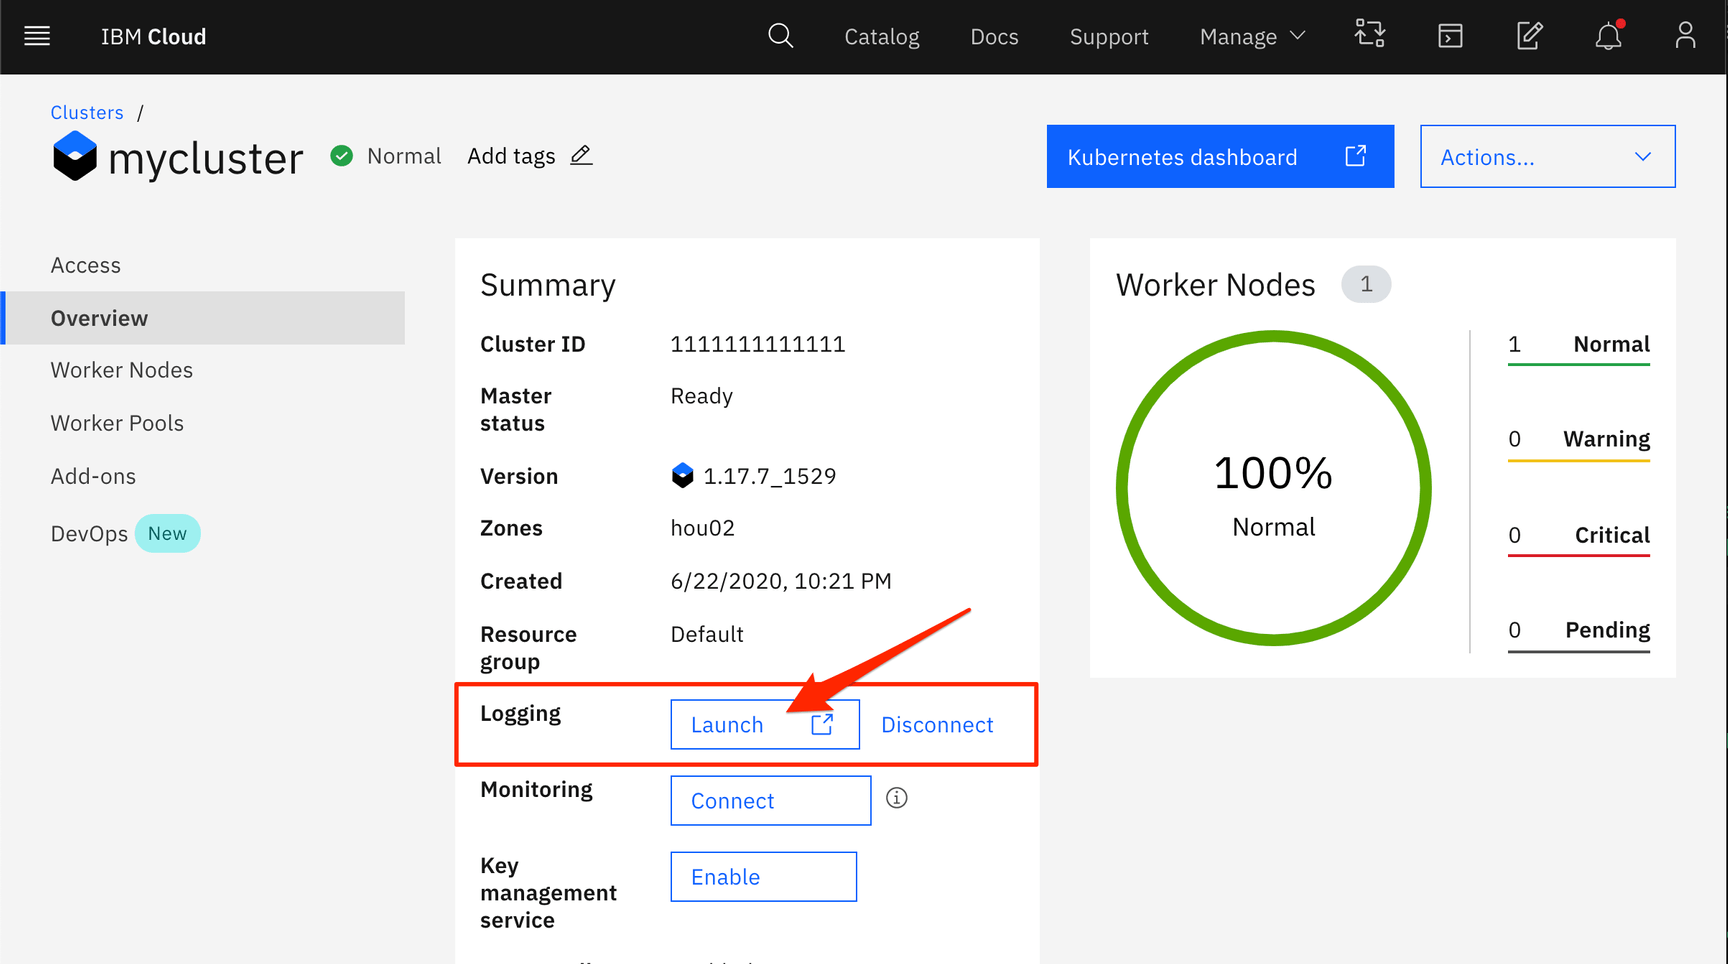 IBM Cloud
Catalog
Docs
Support
Manage
Clusters /
mycluster
Normal
Add tags
Kubernetes dashboard
Actions...
Access
Overview
Worker Nodes
Worker Pools
Add-ons
DevOps New
Summary
Cluster ID 1111111111111
Master
status
Ready
Version 1.17.7_1529
Zones hou02
Created 6/22/2020, 10:21 PM
Resource
group
Default
Logging
Launch
Disconnect
Monitoring
Connect
Key
management
service
Enable
Worker Nodes 1
100%
Normal
1 Normal
0 Warning
0 Critical
0 Pending